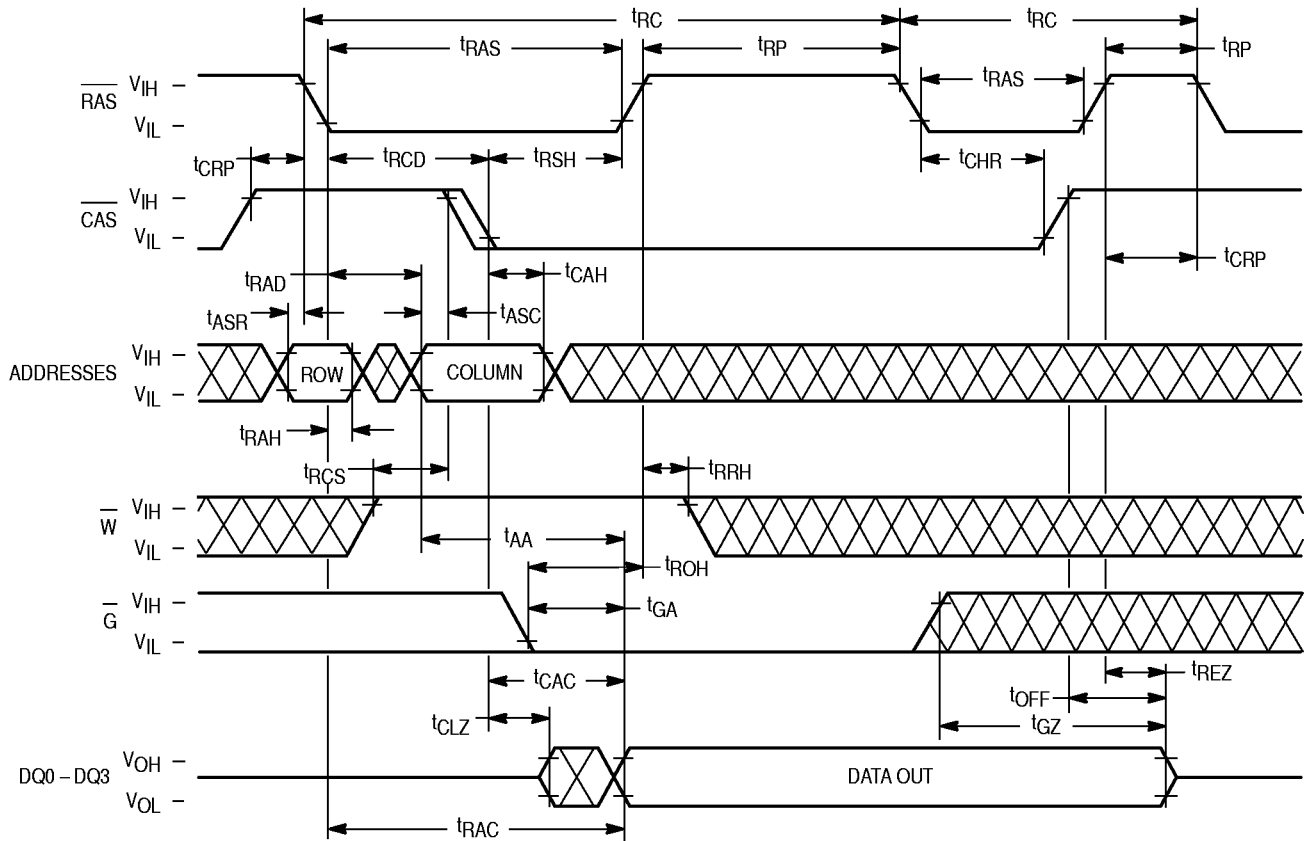 tRC tRC
tRAS tRP tRP
RAS VIH – tRAS
VIL –
tCRP tRCD tRSH tCHR
CAS VIH –
VIL –
tRAD tCAH tCRP
tASR tASC
ADDRESSES VIH – ROW COLUMN
VIL –
tRAH
tRCS tRRH
W VIH –
VIL – tAA
tROH
G VIH – tGA
VIL –
tCAC tREZ
tOFF
tCLZ tGZ
DQ0 – DQ3 VOH – DATA OUT
VOL –
tRAC